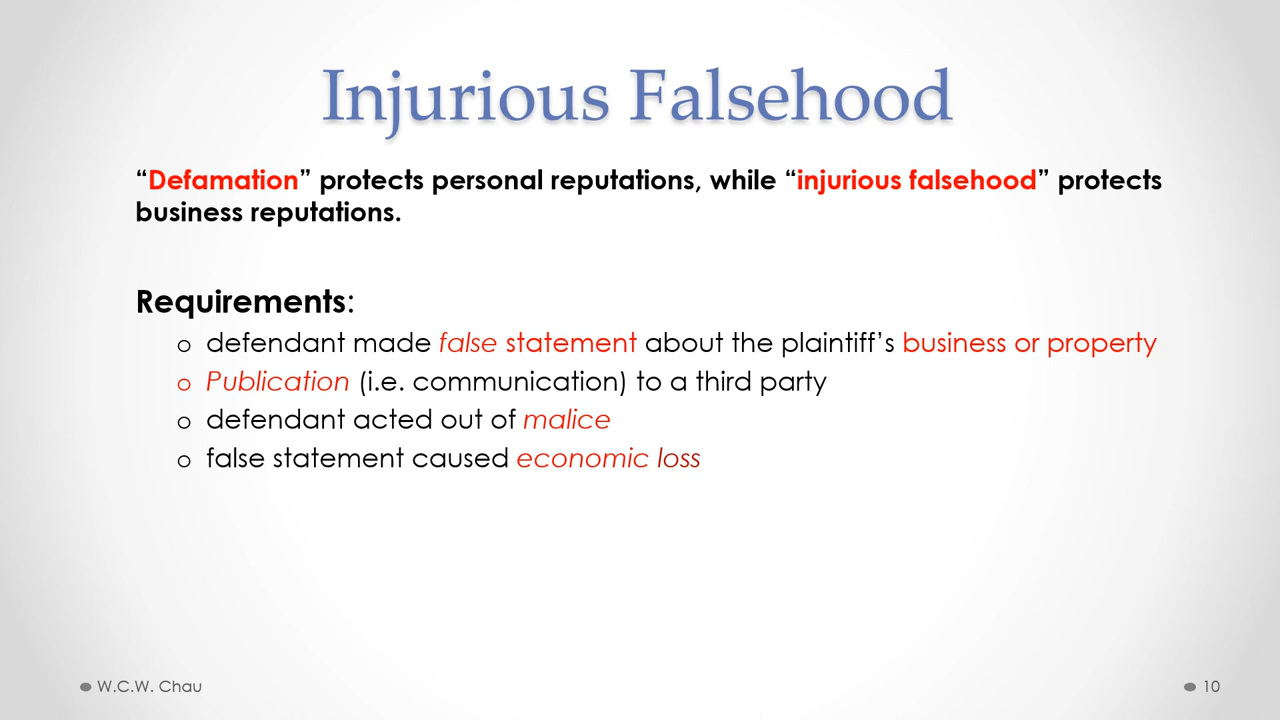 Injurious Falsehood
“Defamation” protects personal reputations, while “injurious falsehood” protects
business reputations.
Requirements:
o defendant made false statement about the plaintiff’s business or property
o Publication (i.e. communication) to a third party
o defendant acted out of malice
o false statement caused economic loss
W.C.W. Chau
10